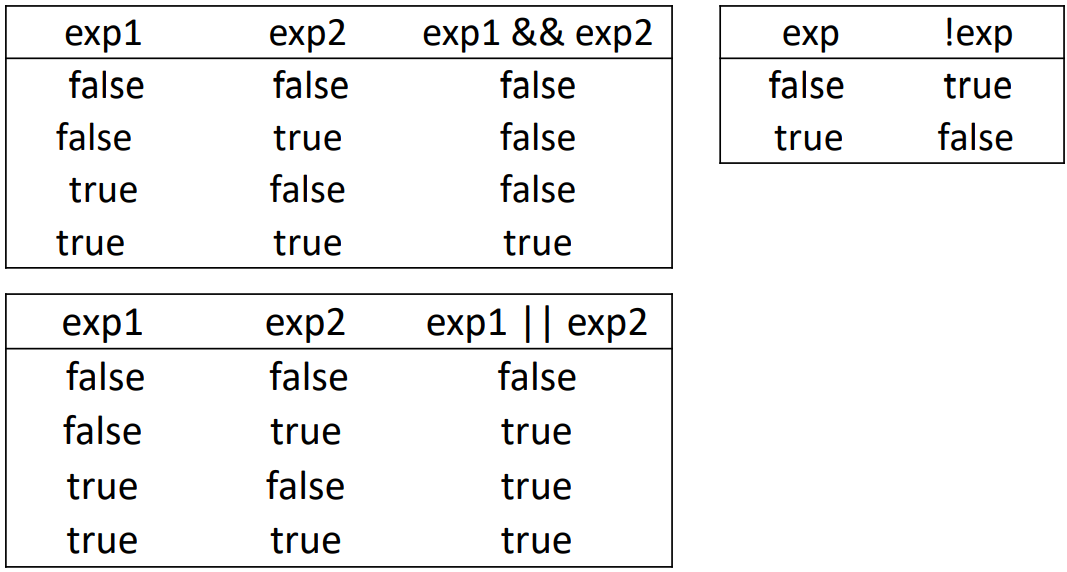 exp1 exp2 exp1 && exp2
false false false
false true false
true false false
true true true
exp !exp
false true
true false
exp1 exp2 exp1 || exp2
false false false
false true true
true false true
true true true